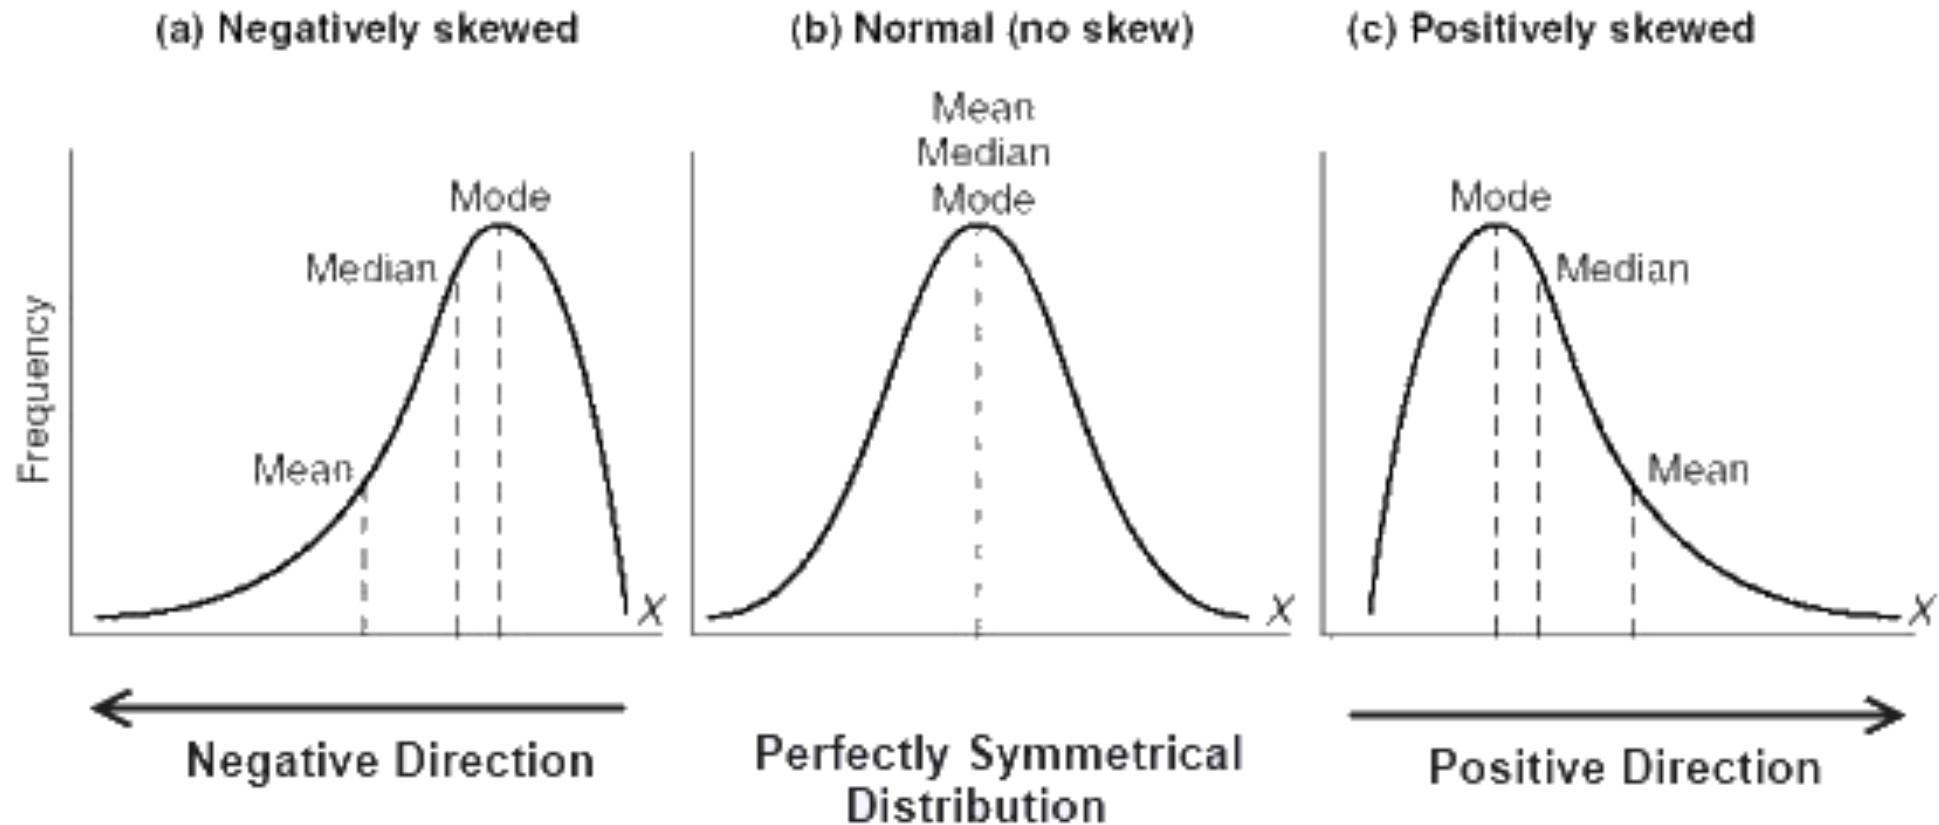 (a) Negatively skewed
(b) Normal (no skew)
(c) Positively skewed
Mean
Median
Mode
Mode
Median
Mean
Frequency
X
X
Mode
Median
Mean
X
Negative Direction
Perfectly Symmetrical
Distribution
Positive Direction